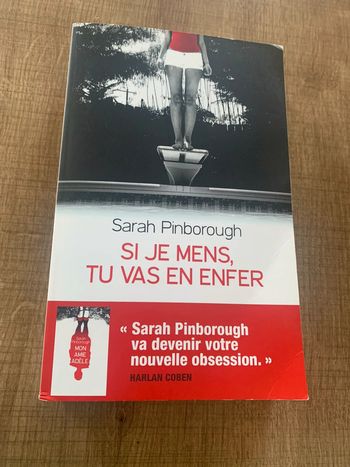 Sarah Pinborough
SI JE MENS,
TU VAS EN ENFER
« Sarah Pinborough
va devenir votre
nouvelle obsession. »
HARLAN COBEN
Sarah
Pinborough
MON
AMIE
ADÈLE